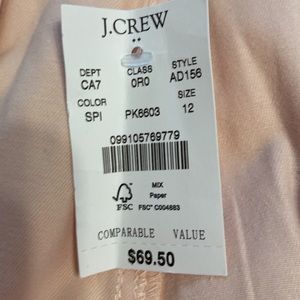 J.CREW
DEPT CLASS STYLE
CA7 0R0 AD156
COLOR SIZE
SPI PK6603 12
099105769779
MIX
Paper
FSC FSC® C004863
COMPARABLE VALUE
$69.50